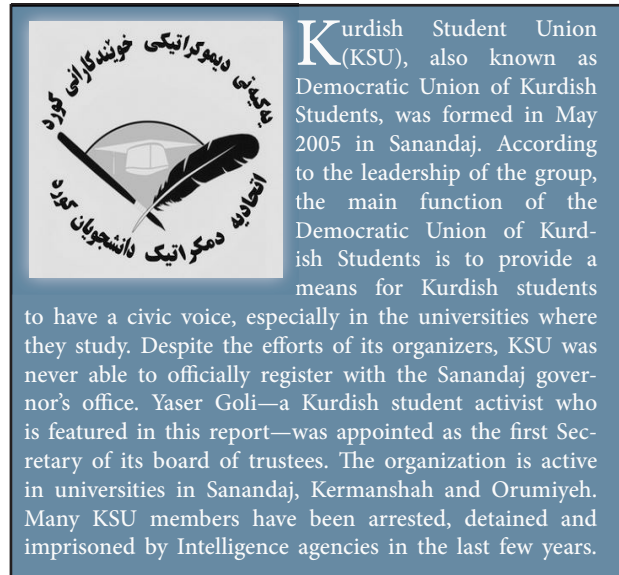 یەکیەتی دیموکراتیکی خوێندکارانی کورد
اتحادیه دمکراتیک دانشجویان کورد
Kurdish Student Union
(KSU), also known as
Democratic Union of Kurdish
Students, was formed in May
2005 in Sanandaj. According
to the leadership of the group,
the main function of the
Democratic Union of Kurd-
ish Students is to provide a
means for Kurdish students
to have a civic voice, especially in the universities where
they study. Despite the efforts of its organizers, KSU was
never able to officially register with the Sanandaj gover-
nor’s office. Yaser Goli—a Kurdish student activist who
is featured in this report—was appointed as the first Sec-
retary of its board of trustees. The organization is active
in universities in Sanandaj, Kermanshah and Orumiyeh.
Many KSU members have been arrested, detained and
imprisoned by Intelligence agencies in the last few years.